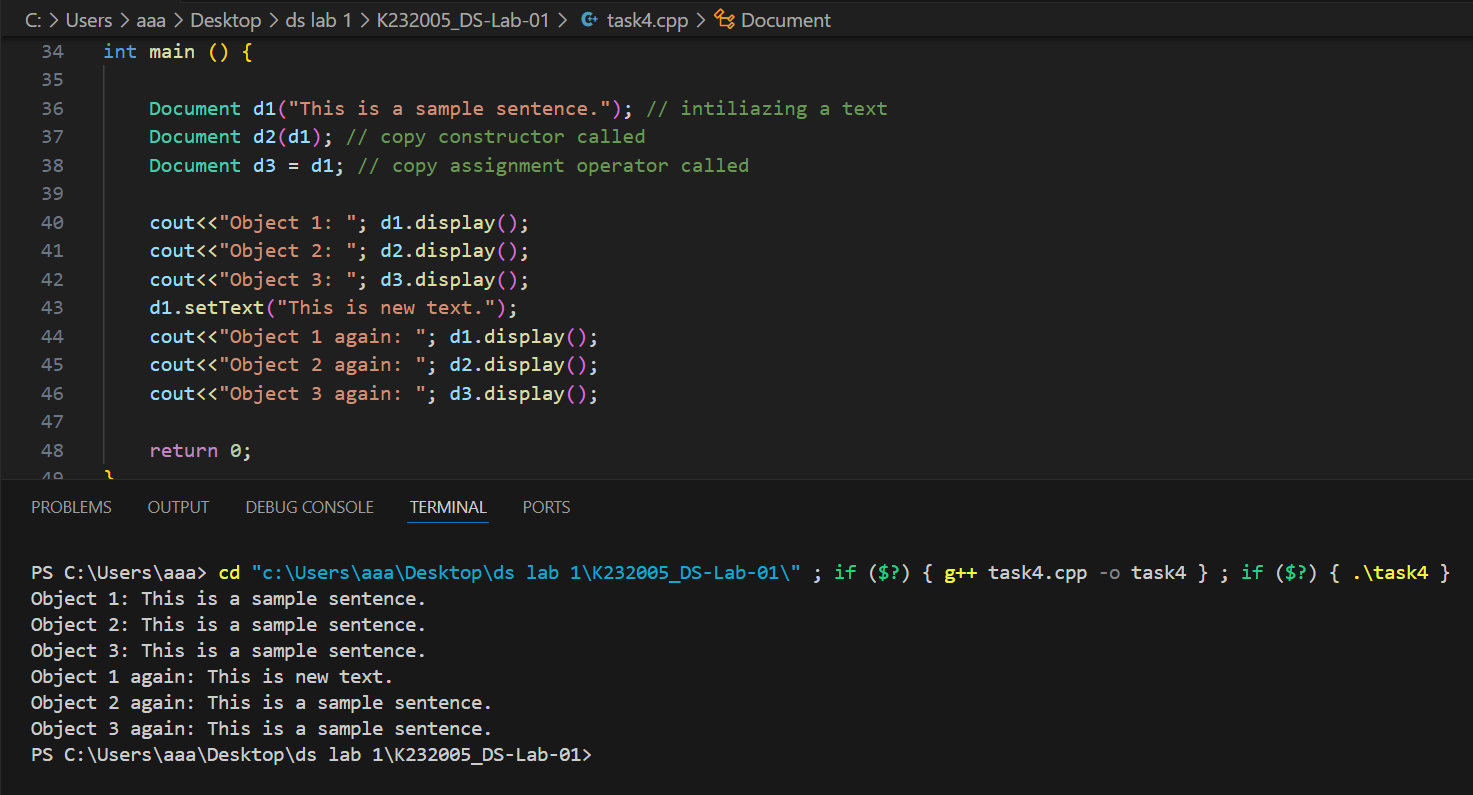 C: > Users > aaa > Desktop > ds lab 1 > K232005_DS-Lab-01 > task4.cpp > Document
34 int main () {
35
36 Document d1("This is a sample sentence."); // intiliazing a text
37 Document d2(d1); // copy constructor called
38 Document d3 = d1; // copy assignment operator called
39
40 cout<<"Object 1: "; d1.display();
41 cout<<"Object 2: "; d2.display();
42 cout<<"Object 3: "; d3.display();
43 d1.setText("This is new text.");
44 cout<<"Object 1 again: "; d1.display();
45 cout<<"Object 2 again: "; d2.display();
46 cout<<"Object 3 again: "; d3.display();
47
48 return 0;
49 }
PROBLEMS OUTPUT DEBUG CONSOLE TERMINAL PORTS
PS C:\Users\aaa> cd "c:\Users\aaa\Desktop\ds lab 1\K232005_DS-Lab-01\" ; if ($?) { g++ task4.cpp -o task4 } ; if ($?) { .\task4 }
Object 1: This is a sample sentence.
Object 2: This is a sample sentence.
Object 3: This is a sample sentence.
Object 1 again: This is new text.
Object 2 again: This is a sample sentence.
Object 3 again: This is a sample sentence.
PS C:\Users\aaa\Desktop\ds lab 1\K232005_DS-Lab-01>